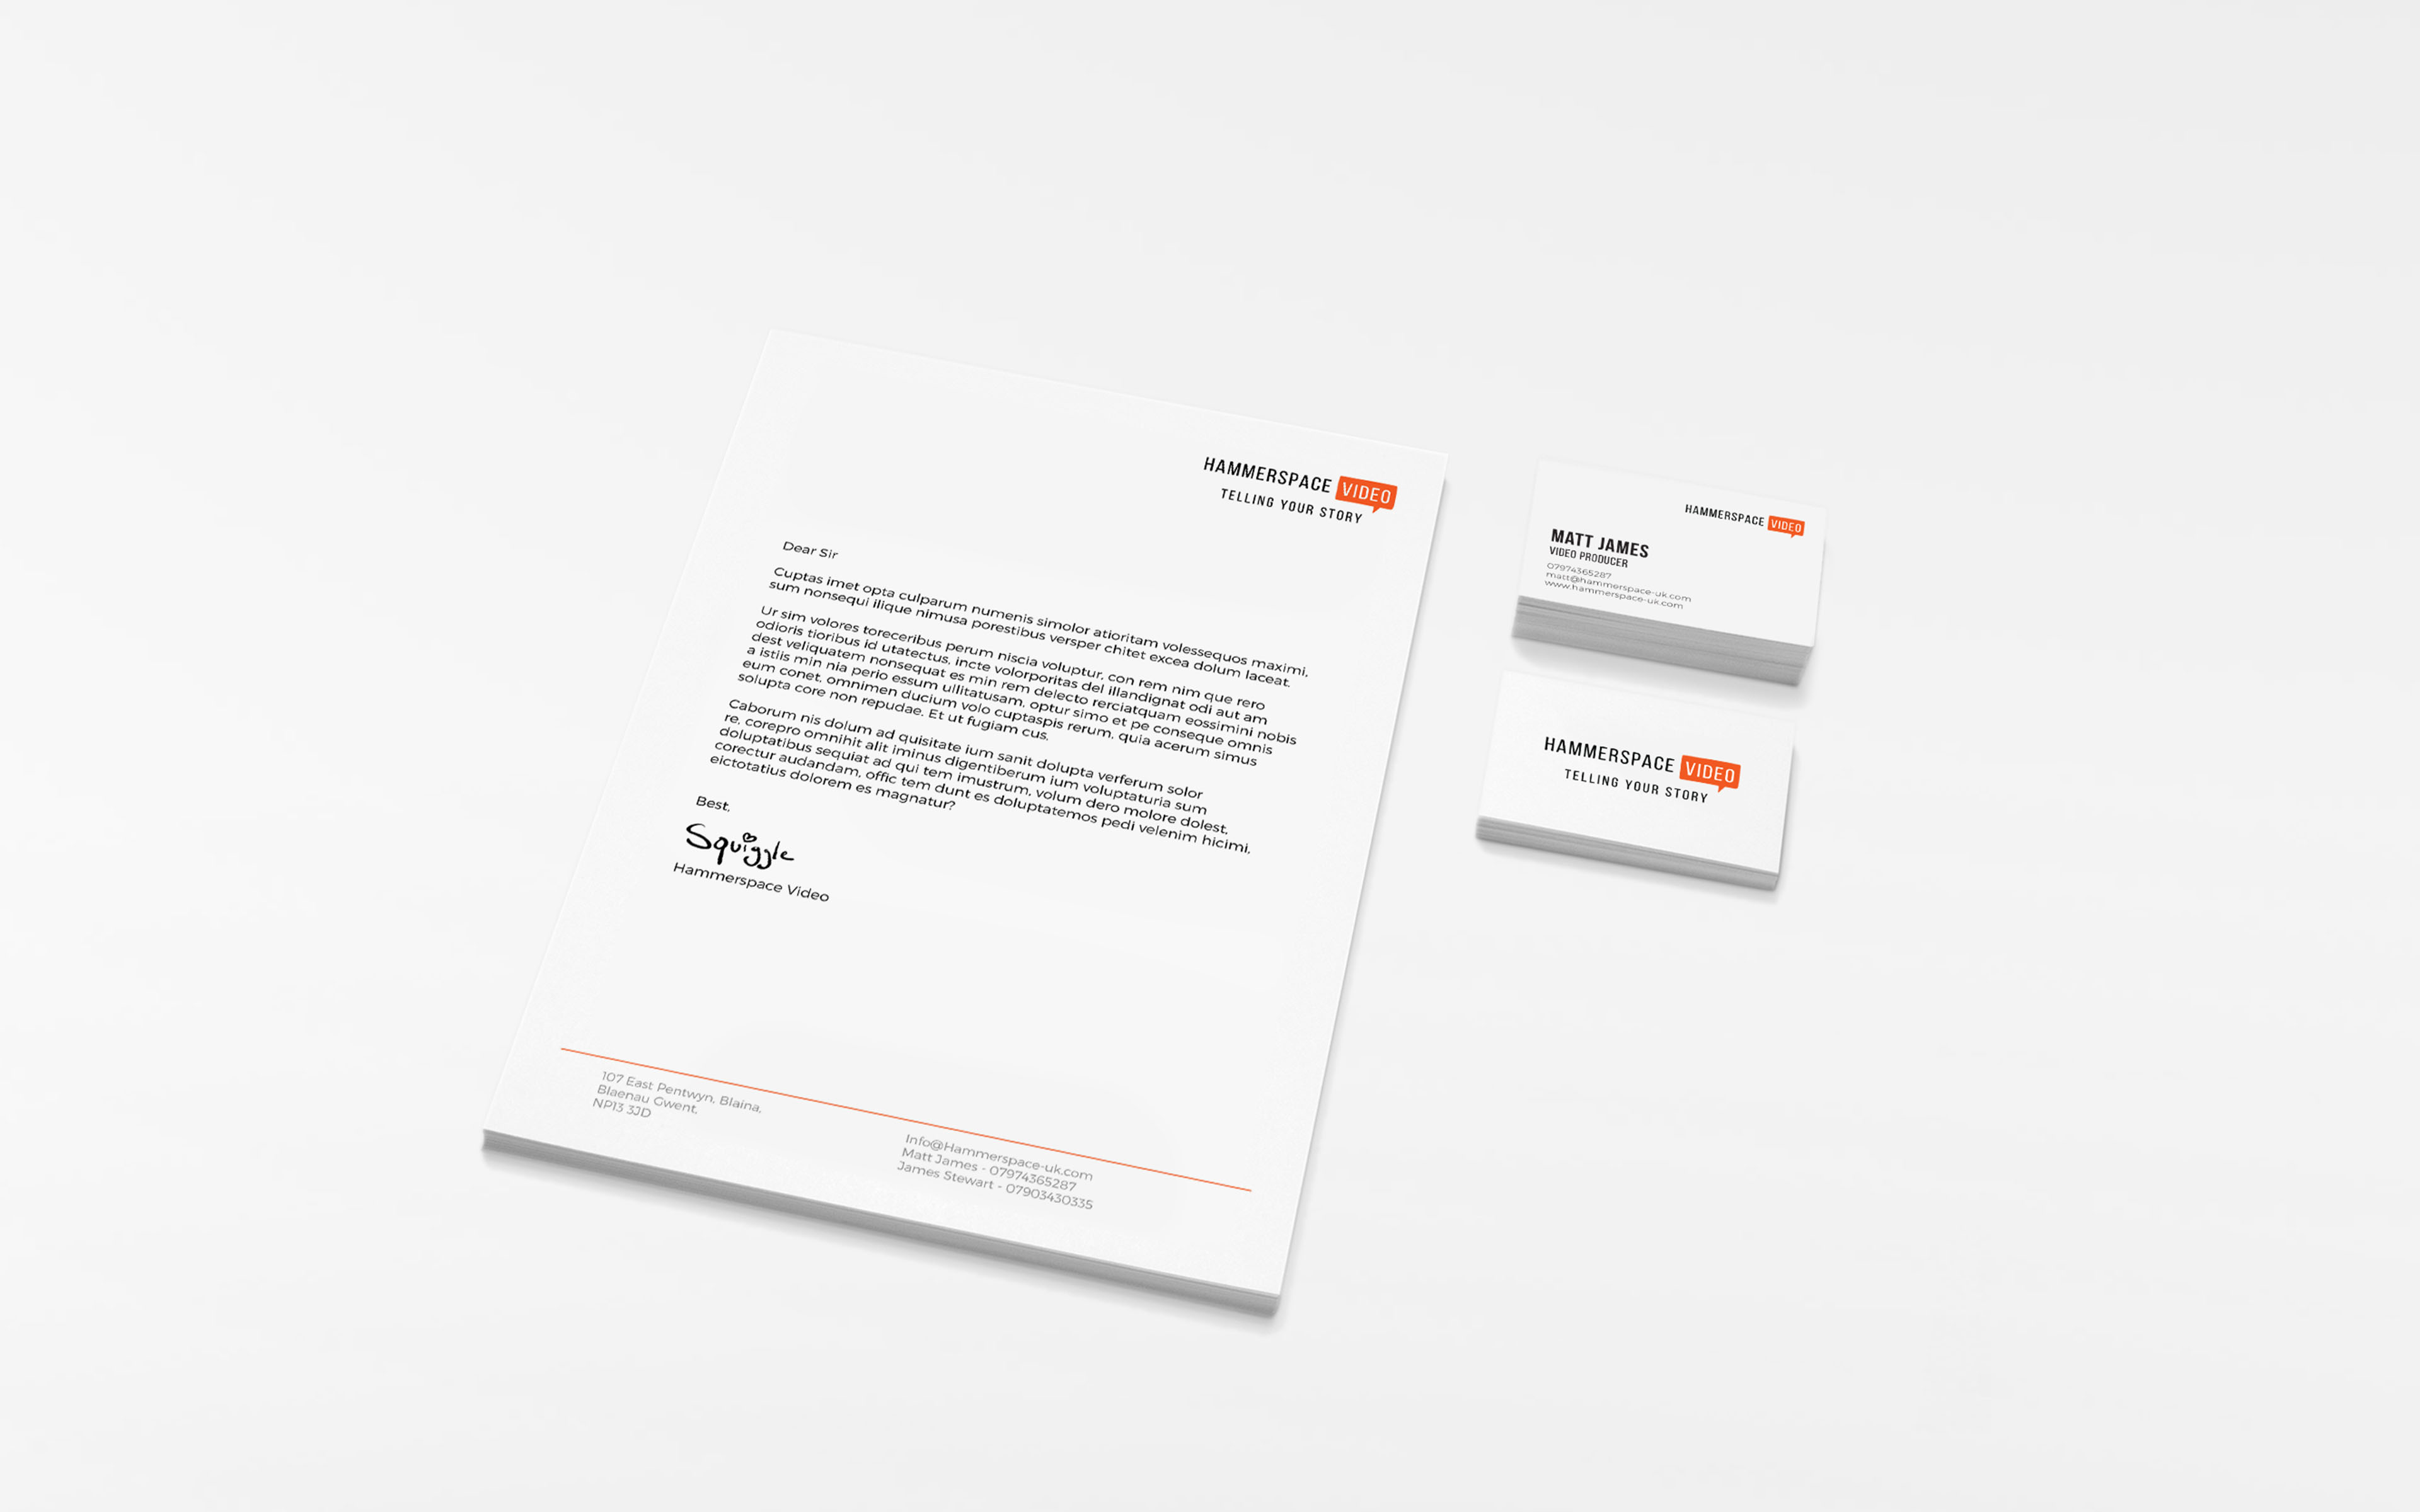 HAMMERSPACE VIDEO
TELLING YOUR STORY
Dear Sir
Cuptas imet opta culparum numenis simolor atioritam volessequos maximi,
sum nonsequi ilique nimusa porestibus versper chitet excea dolum laceat.
Ur sim volores toreceribus perum niscia voluptur, con rem nim que rero
odioris tioribus id utatectus, incte volorporitas del illandignat odi aut am
dest veliquatem nonsequat es min rem delecto rerciatquam eossimini nobis
a istiis min nia perio essum ullitatusam, optur simo et pe conseque omnis
eum conet, omnimen ducium volo cuptaspis rerum, quia acerum simus
solupta core non repudae. Et ut fugiam cus.
Caborum nis dolum ad quisitate ium sanit dolupta verferum solor
re, corepro omnihit alit iminus digentiberum ium voluptaturia sum
doluptatibus sequiat ad qui tem imustrum, volum dero molore dolest,
corectur audandam, offic tem dunt es doluptatemos pedi velenim hicimi,
eictotatius dolorem es magnatur?
Best,
Squiggle
Hammerspace Video
107 East Pentwyn, Blaina,
Blaenau Gwent,
NP13 3JD
Info@Hammerspace-uk.com
Matt James - 07974365287
James Stewart - 07903430335
HAMMERSPACE VIDEO
MATT JAMES
VIDEO PRODUCER
07974365287
matt@hammerspace-uk.com
www.hammerspace-uk.com
HAMMERSPACE VIDEO
TELLING YOUR STORY